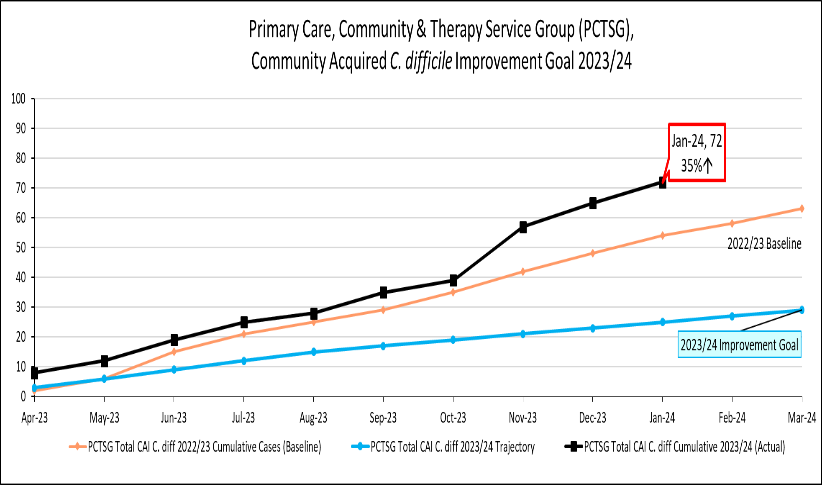 Primary Care, Community & Therapy Service Group (PCTSG),
Community Acquired C. difficile Improvement Goal 2023/24
100
90
80
70
60
50
40
30
20
10
0
Jan-24, 72
35%↑
2022/23 Baseline
2023/24 Improvement Goal
Apr-23 May-23 Jun-23 Jul-23 Aug-23 Sep-23 Oct-23 Nov-23 Dec-23 Jan-24 Feb-24 Mar-24
PCTSG Total CAI C. diff 2022/23 Cumulative Cases (Baseline) PCTSG Total CAI C. diff 2023/24 Trajectory PCTSG Total CAI C. diff Cumulative 2023/24 (Actual)